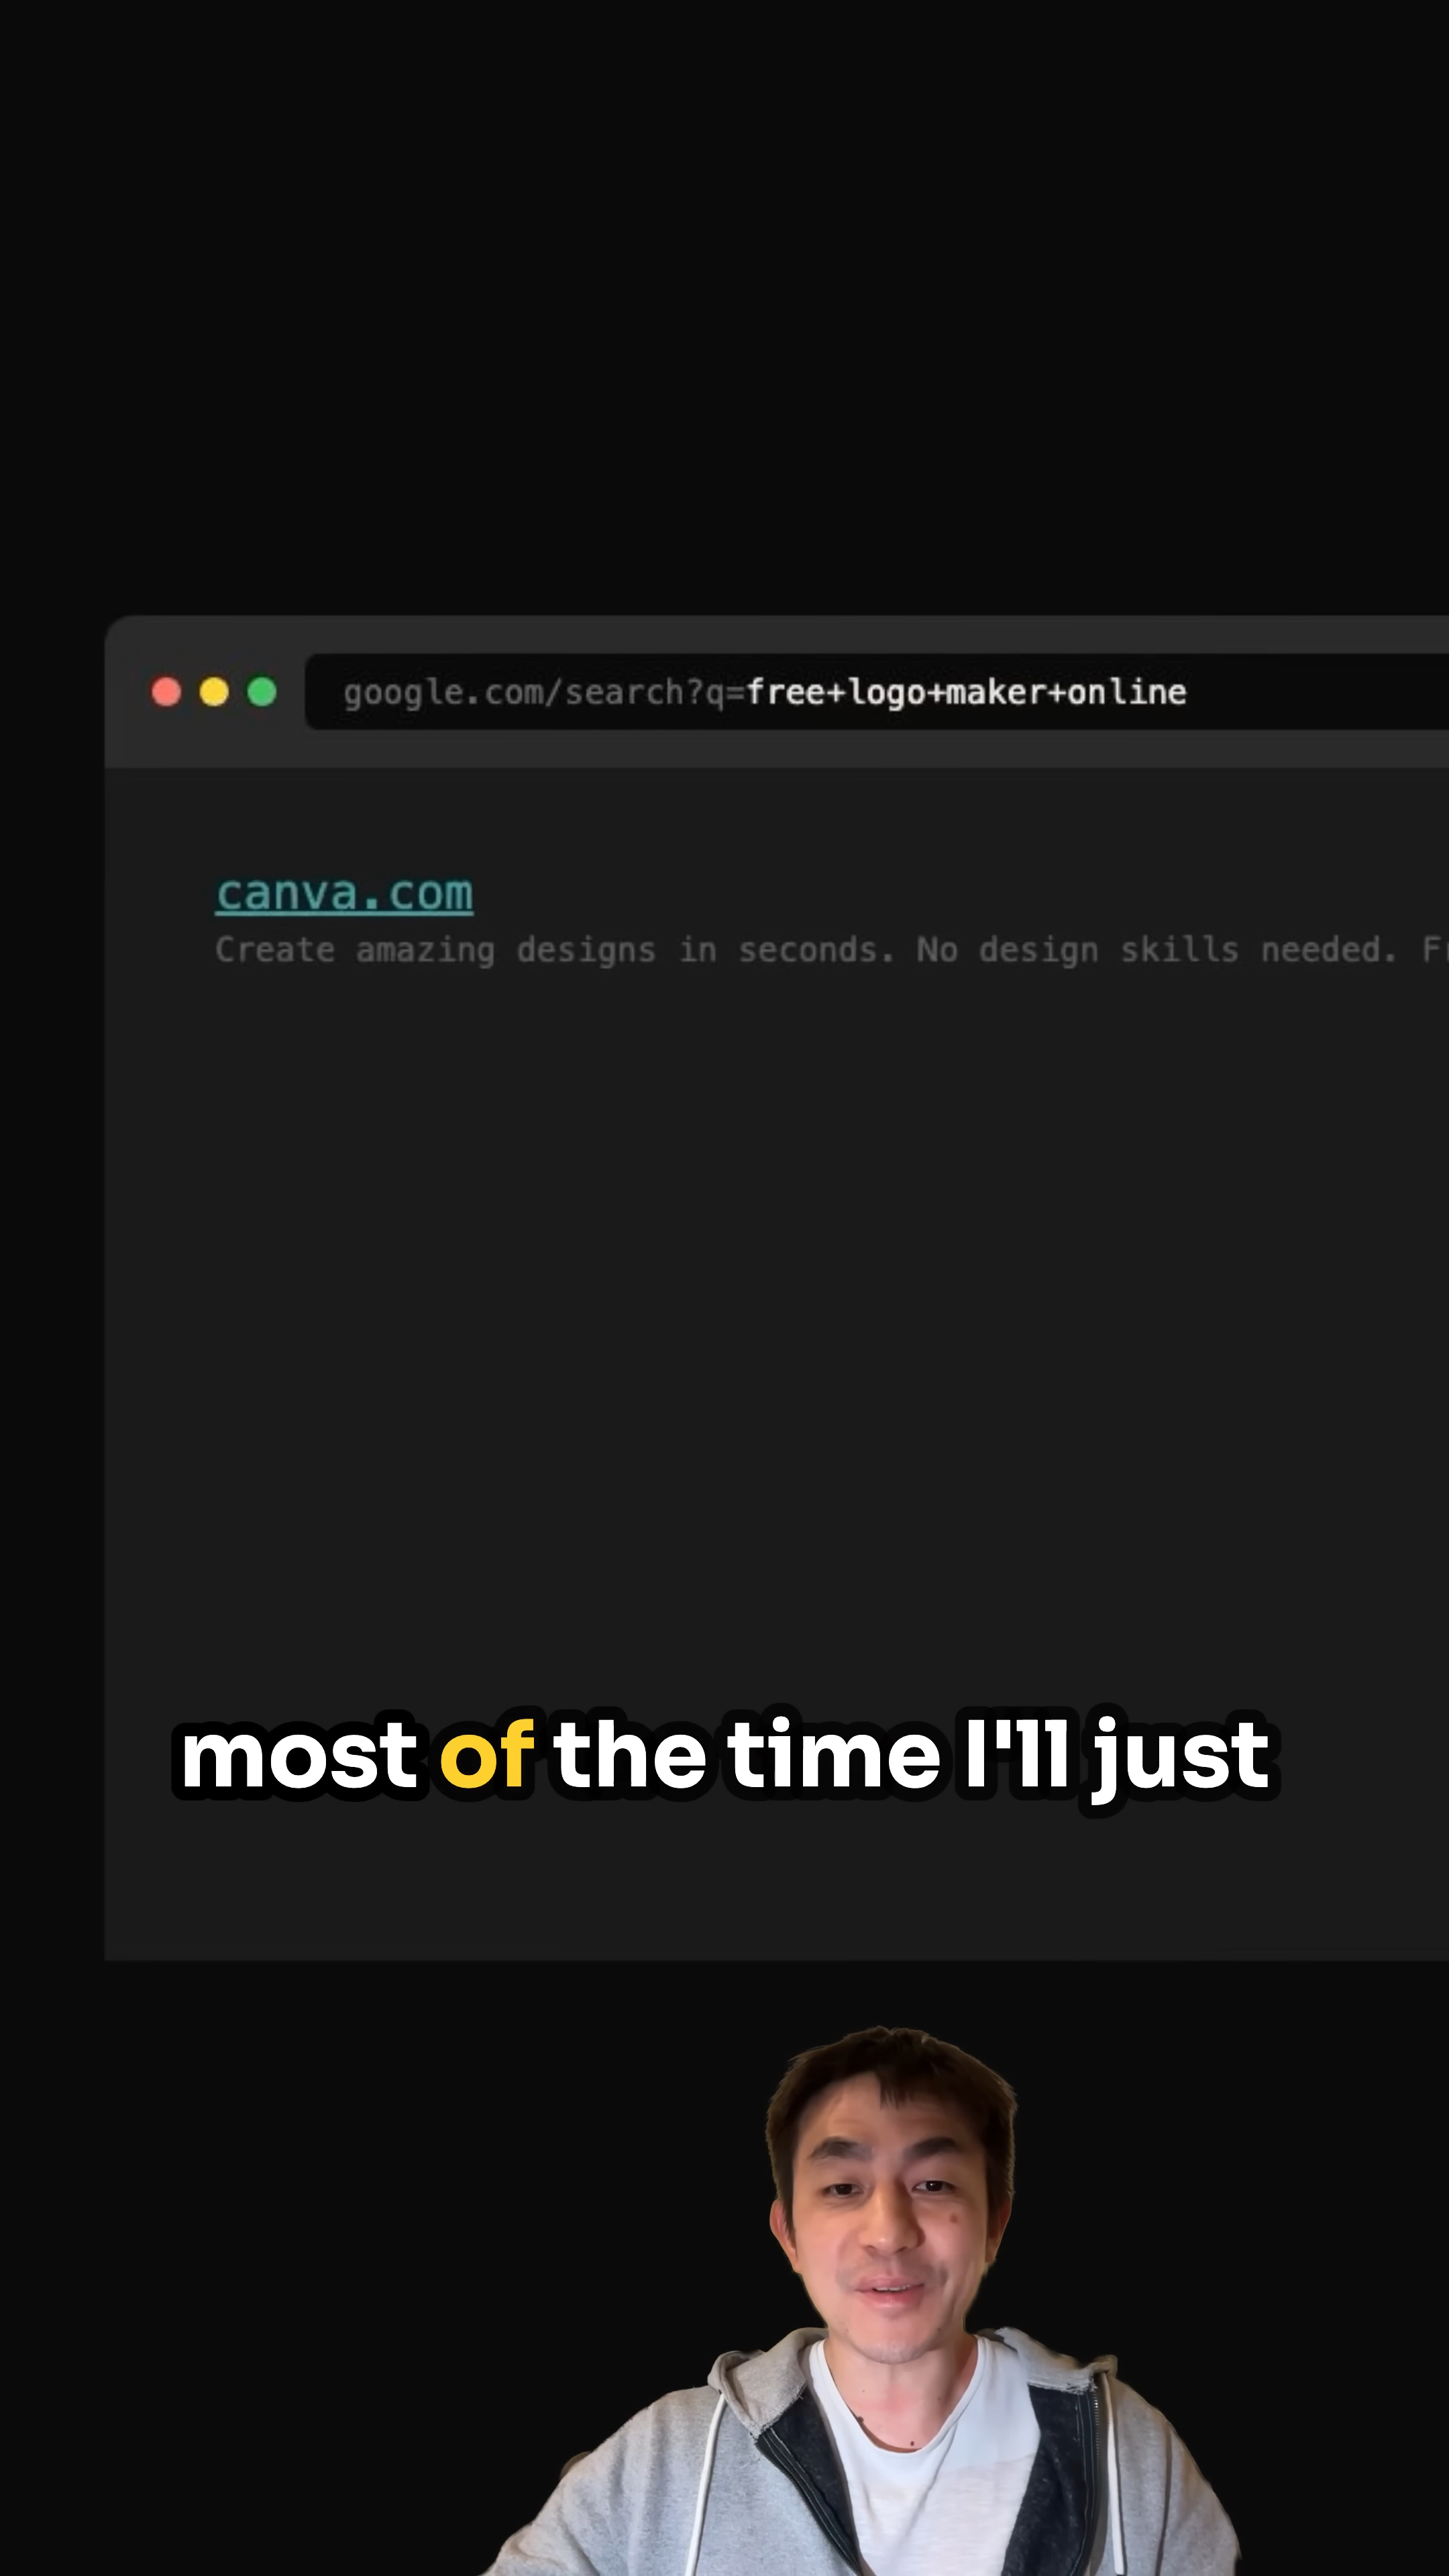 google.com/search?q=free+logo+maker+online
canva.com
Create amazing designs in seconds. No design skills needed.
most of the time I'll just